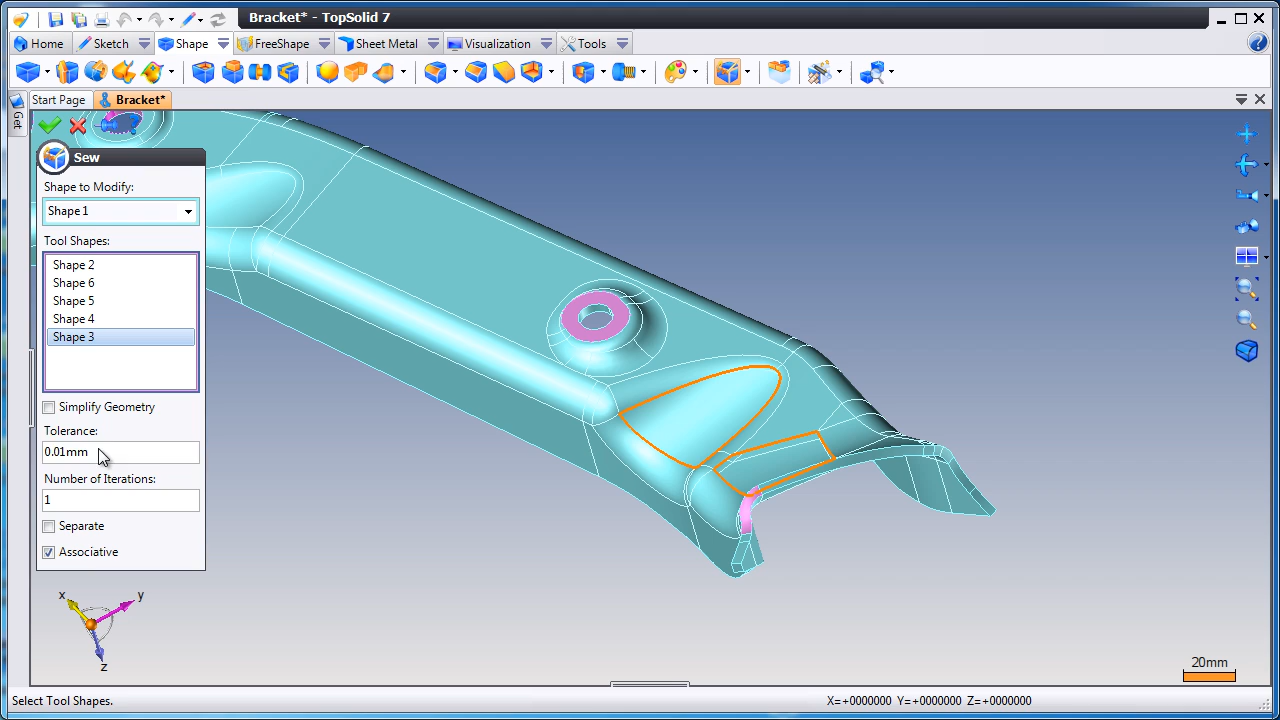 Bracket* - TopSolid 7
Home Sketch Shape FreeShape Sheet Metal Visualization Tools
Start Page Bracket*
Get
Sew
Shape to Modify:
Shape 1
Tool Shapes:
Shape 2
Shape 6
Shape 5
Shape 4
Shape 3
Simplify Geometry
Tolerance:
0.01mm
Number of Iterations:
1
Separate
Associative
x
y
z
20mm
Select Tool Shapes.
X=+0000000 Y=+0000000 Z=+0000000